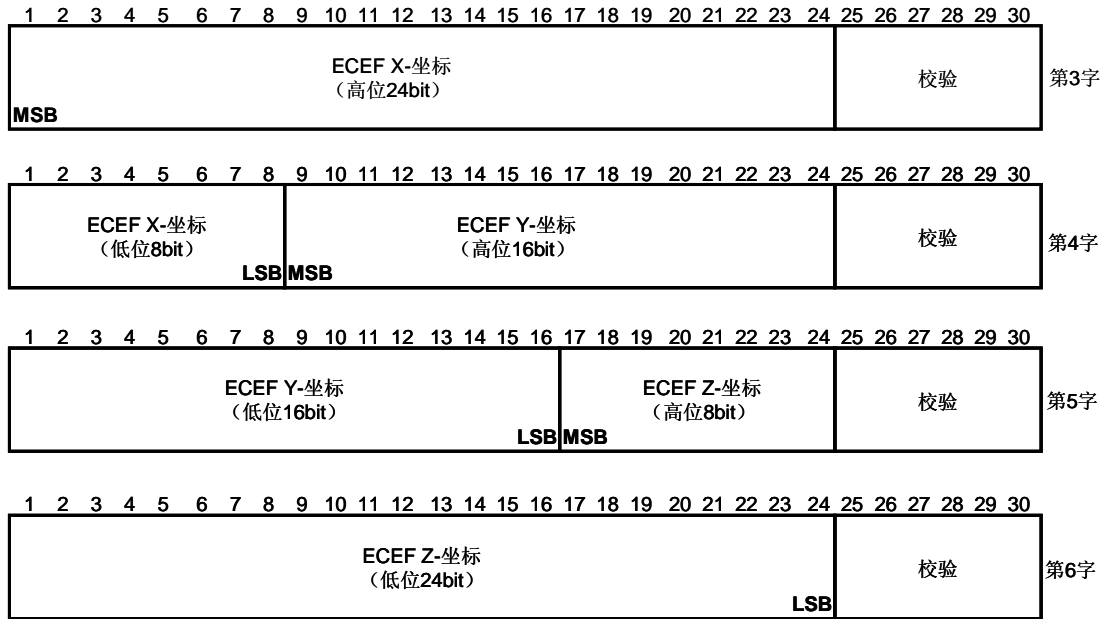 1 2 3 4 5 6 7 8 9 10 11 12 13 14 15 16 17 18 19 20 21 22 23 24 25 26 27 28 29 30
ECEF X-坐标
（高位24bit）
MSB
校验
第3字
1 2 3 4 5 6 7 8 9 10 11 12 13 14 15 16 17 18 19 20 21 22 23 24 25 26 27 28 29 30
ECEF X-坐标
（低位8bit）
LSB
ECEF Y-坐标
（高位16bit）
MSB
校验
第4字
1 2 3 4 5 6 7 8 9 10 11 12 13 14 15 16 17 18 19 20 21 22 23 24 25 26 27 28 29 30
ECEF Y-坐标
（低位16bit）
LSB
ECEF Z-坐标
（高位8bit）
MSB
校验
第5字
1 2 3 4 5 6 7 8 9 10 11 12 13 14 15 16 17 18 19 20 21 22 23 24 25 26 27 28 29 30
ECEF Z-坐标
（低位24bit）
LSB
校验
第6字